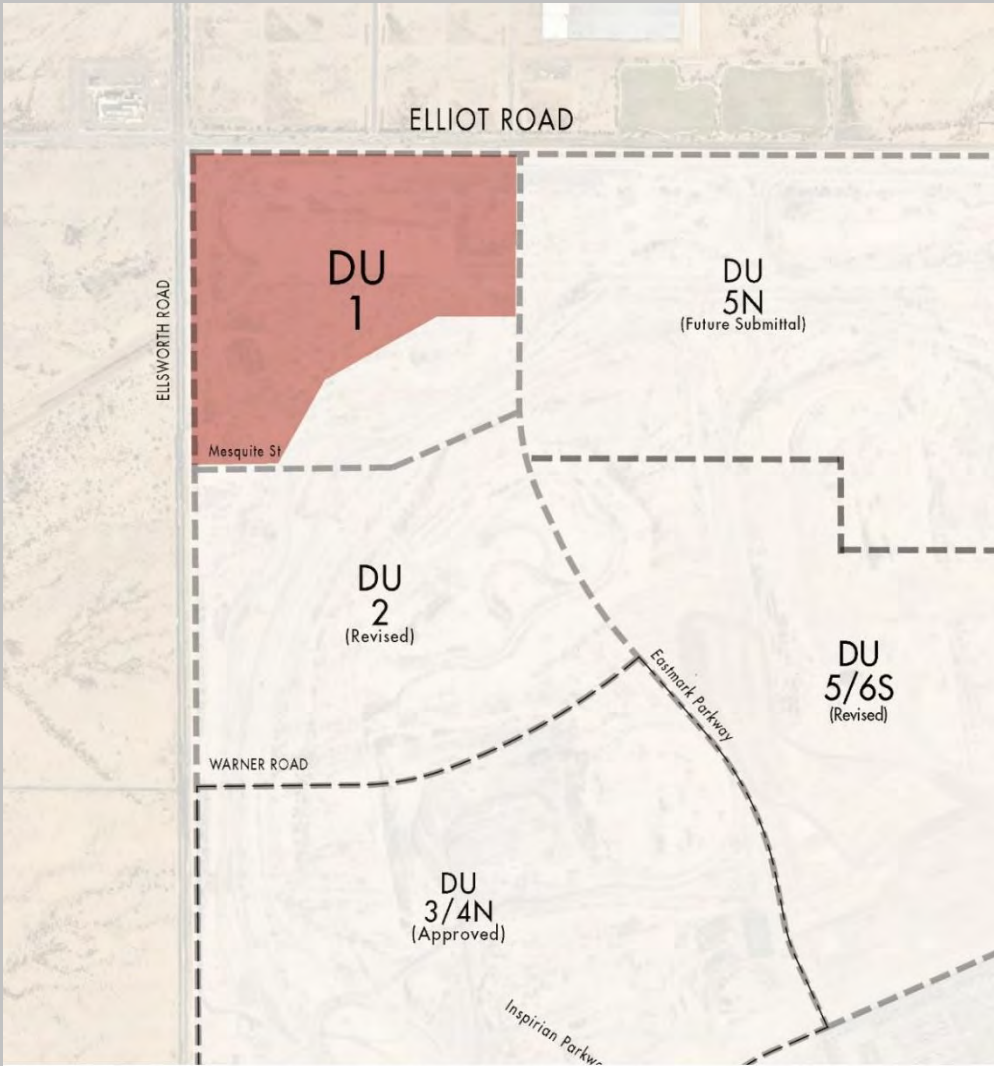 ELLIOT ROAD
DU
1
DU
5N
(Future Submittal)
ELLSWORTH ROAD
Mesquite St
DU
2
(Revised)
Eastmark Parkway
DU
5/6S
(Revised)
WARNER ROAD
DU
3/4N
(Approved)
Inspirian